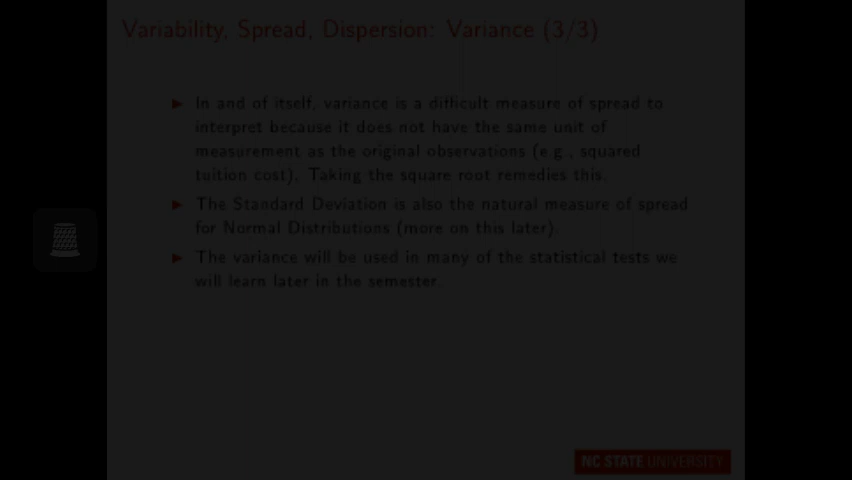 Variability, Spread, Dispersion: Variance (3/3)
In and of itself, variance is a difficult measure of spread to
interpret because it does not have the same unit of
measurement as the original observations (e.g., squared
tuition cost). Taking the square root remedies this.
The Standard Deviation is also the natural measure of spread
for Normal Distributions (more on this later).
The variance will be used in many of the statistical tests we
will learn later in the semester.
NC STATE UNIVERSITY